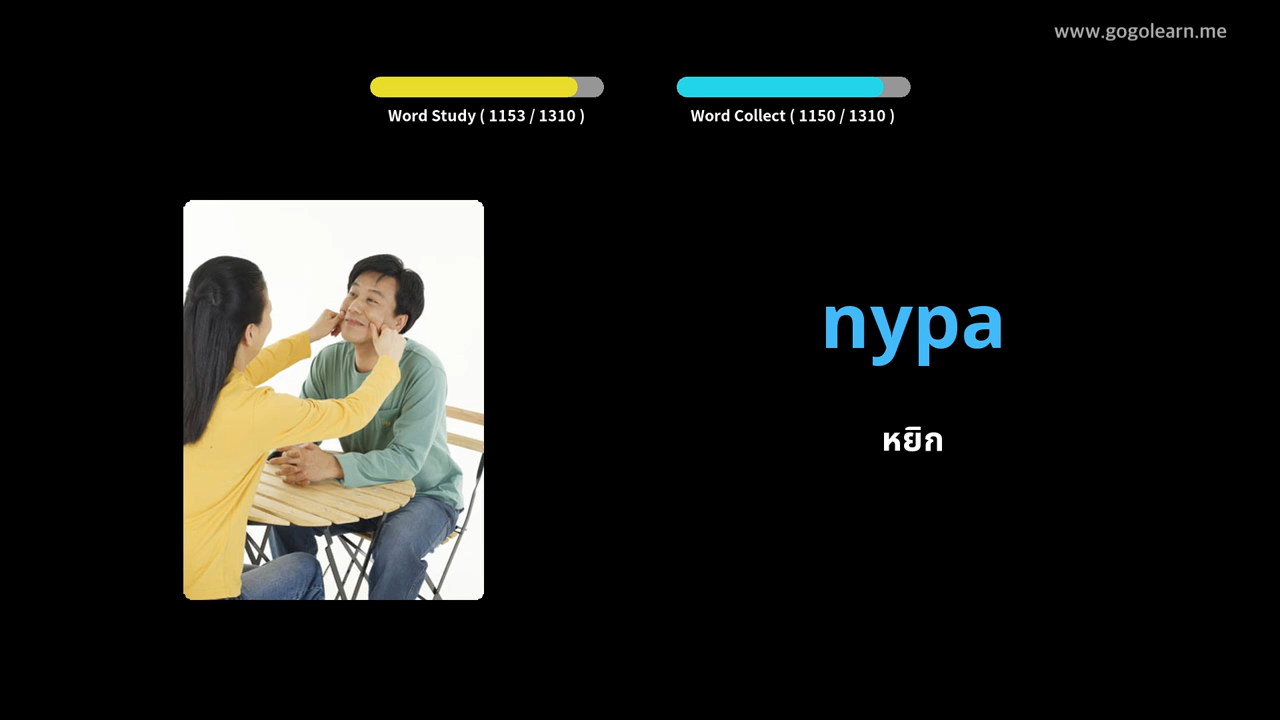 www.gogolearn.me
Word Study ( 1153 / 1310 )
Word Collect ( 1150 / 1310 )
nypa
หยิก